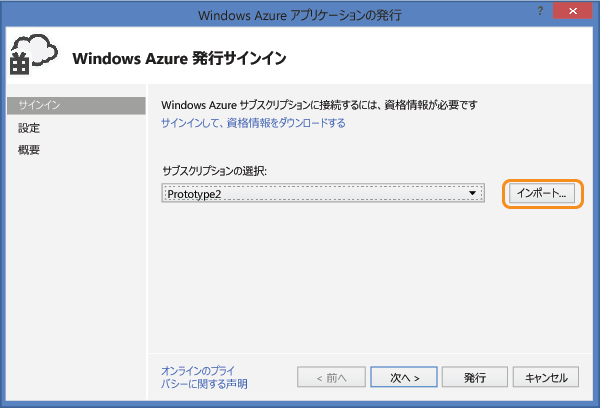 Windows Azure アプリケーションの発行
?
Windows Azure 発行サインイン
サインイン
設定
概要
Windows Azure サブスクリプションに接続するには、資格情報が必要です
サインインして、資格情報をダウンロードする
サブスクリプションの選択:
Prototype2
インポート...
オンラインのプライ
バシーに関する声明
< 前へ
次へ >
発行
キャンセル